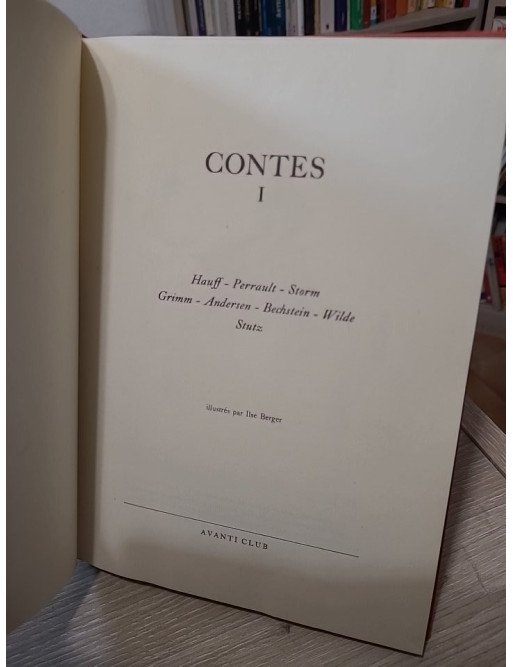 CONTES
I
Hauff - Perrault - Storm
Grimm - Andersen - Bechstein - Wilde
Stutz
illustrés par Ilse Berger
AVANTI CLUB